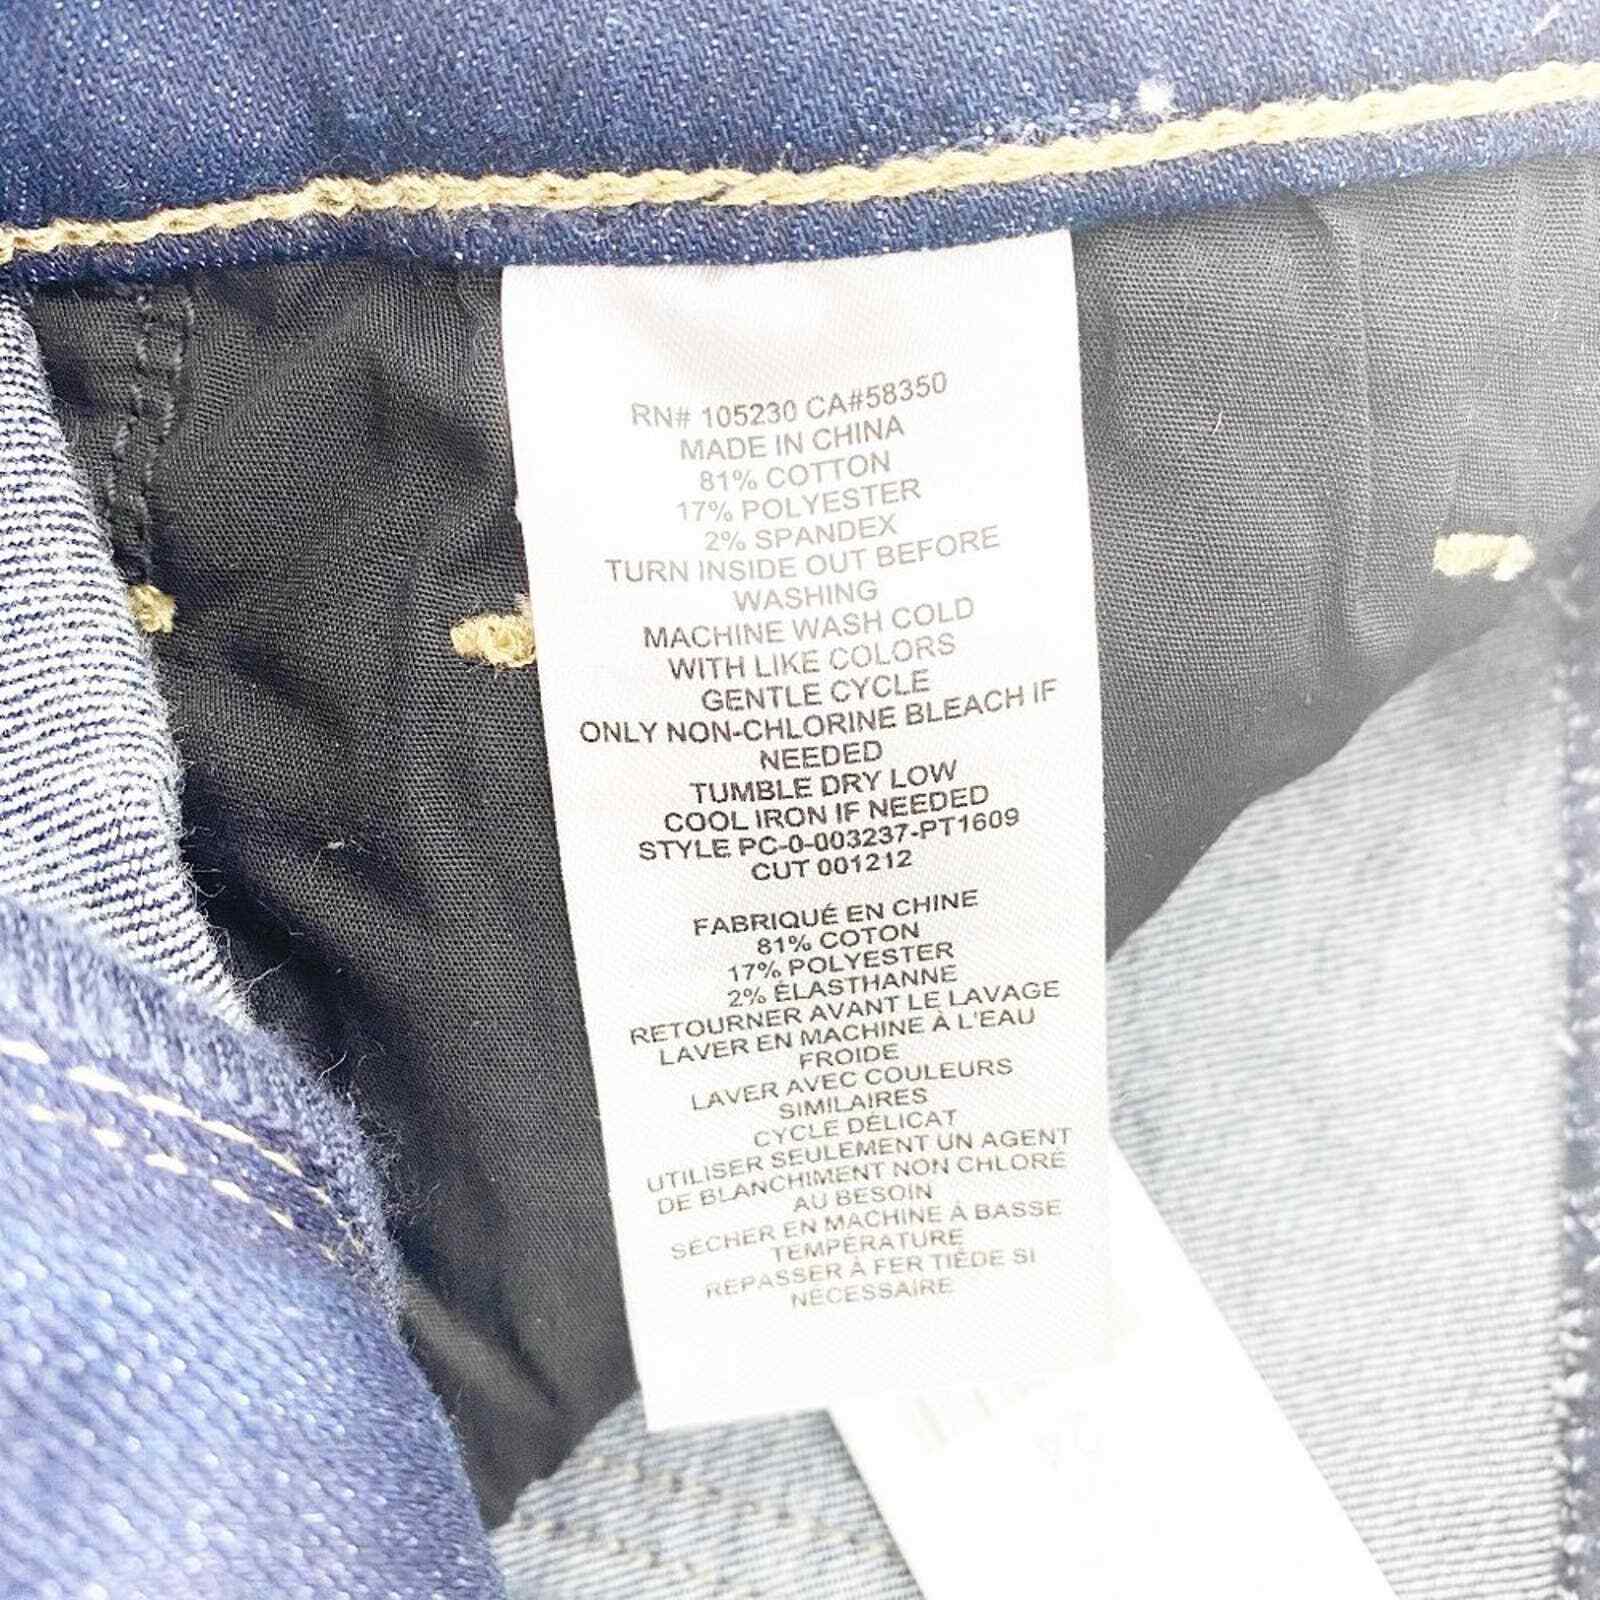 RN# 105230 CA#58350
MADE IN CHINA
81% COTTON
17% POLYESTER
2% SPANDEX
TURN INSIDE OUT BEFORE
WASHING
MACHINE WASH COLD
WITH LIKE COLORS
GENTLE CYCLE
ONLY NON-CHLORINE BLEACH IF
NEEDED
TUMBLE DRY LOW
COOL IRON IF NEEDED
STYLE PC-0-003237-PT1609
CUT 001212
FABRIQUÉ EN CHINE
81% COTON
17% POLYESTER
2% ÉLASTHANNE
RETOURNER AVANT LE LAVAGE
LAVER EN MACHINE À L'EAU
FROIDE
LAVER AVEC COULEURS
SIMILAIRES
CYCLE DÉLICAT
UTILISER SEULEMENT UN AGENT
DE BLANCHIMENT NON CHLORÉ
AU BESOIN
SÉCHER EN MACHINE À BASSE
TEMPÉRATURE
REPASSER À FER TIÈDE SI
NÉCESSAIRE